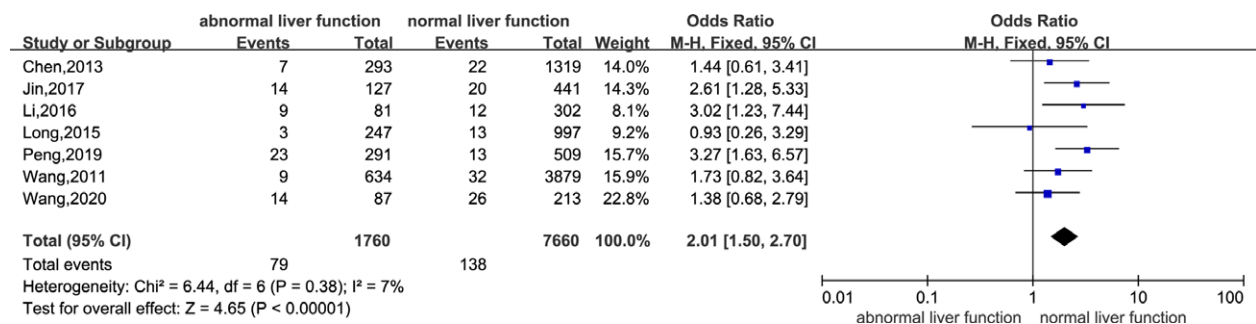 abnormal liver function normal liver function Odds Ratio Odds Ratio
Study or Subgroup Events Total Events Total Weight M-H, Fixed, 95% CI M-H, Fixed, 95% CI
Chen,2013 7 293 22 1319 14.0% 1.44 [0.61, 3.41]
Jin,2017 14 127 20 441 14.3% 2.61 [1.28, 5.33]
Li,2016 9 81 12 302 8.1% 3.02 [1.23, 7.44]
Long,2015 3 247 13 997 9.2% 0.93 [0.26, 3.29]
Peng,2019 23 291 13 509 15.7% 3.27 [1.63, 6.57]
Wang,2011 9 634 32 3879 15.9% 1.73 [0.82, 3.64]
Wang,2020 14 87 26 213 22.8% 1.38 [0.68, 2.79]
Total (95% CI) 1760 7660 100.0% 2.01 [1.50, 2.70]
Total events 79 138
Heterogeneity: Chi² = 6.44, df = 6 (P = 0.38); I² = 7%
Test for overall effect: Z = 4.65 (P < 0.00001)
0.01 0.1 1 10 100
abnormal liver function normal liver function